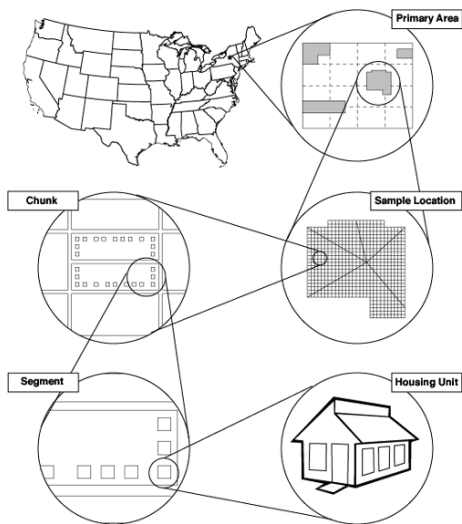 Primary Area
Chunk
Sample Location
Segment
Housing Unit